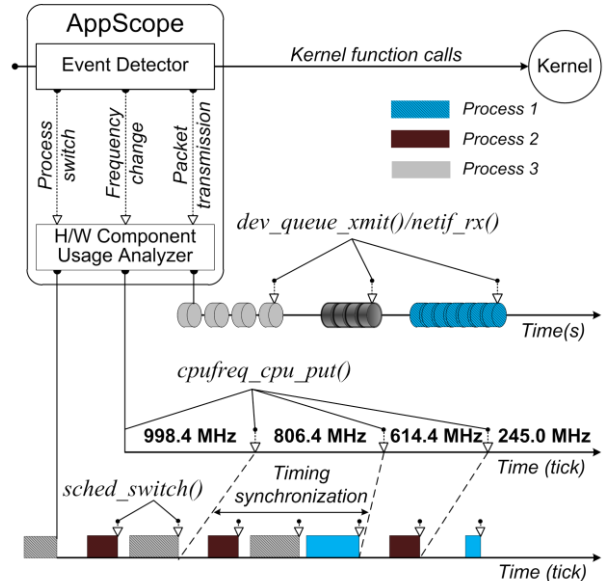 AppScope
Event Detector
Kernel function calls
Kernel
Process
switch
Frequency
change
Packet
transmission
Process 1
Process 2
Process 3
H/W Component
Usage Analyzer
dev_queue_xmit()/netif_rx()
Time(s)
cpufreq_cpu_put()
998.4 MHz 806.4 MHz 614.4 MHz 245.0 MHz
Time (tick)
sched_switch()
Timing
synchronization
Time (tick)